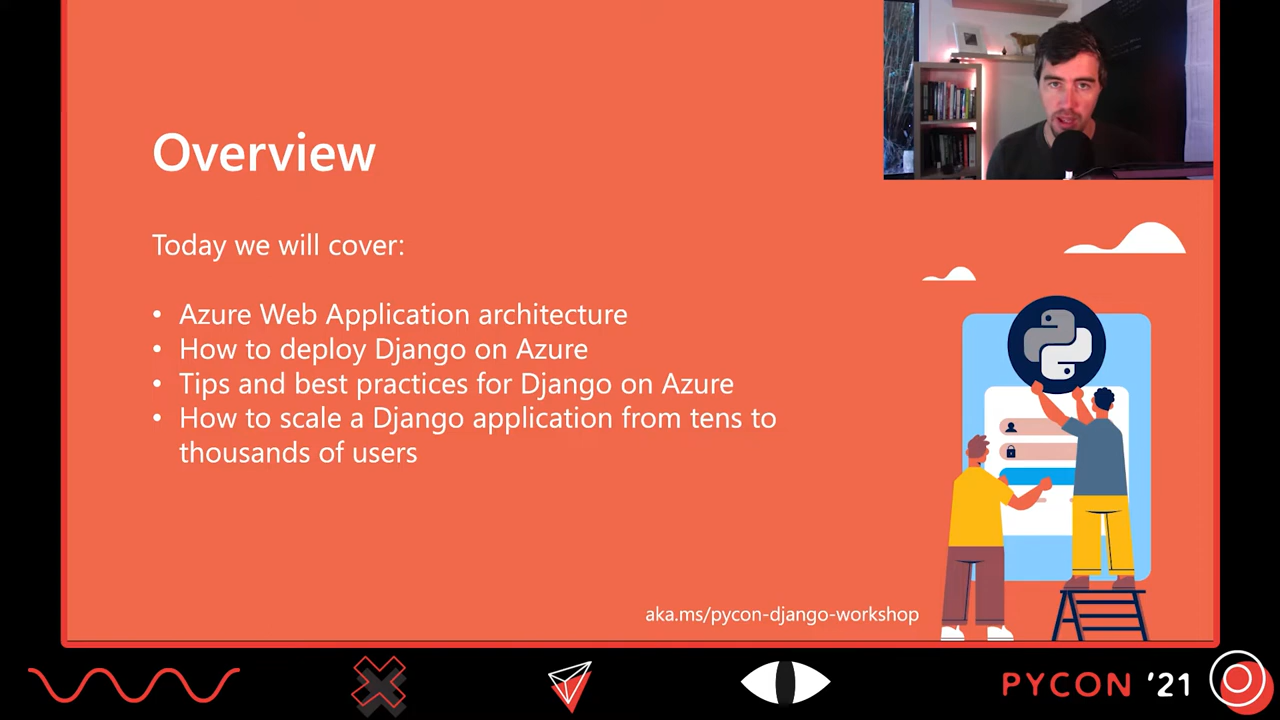 Overview
Today we will cover:
• Azure Web Application architecture
• How to deploy Django on Azure
• Tips and best practices for Django on Azure
• How to scale a Django application from tens to
thousands of users
aka.ms/pycon-django-workshop
PYCON '21